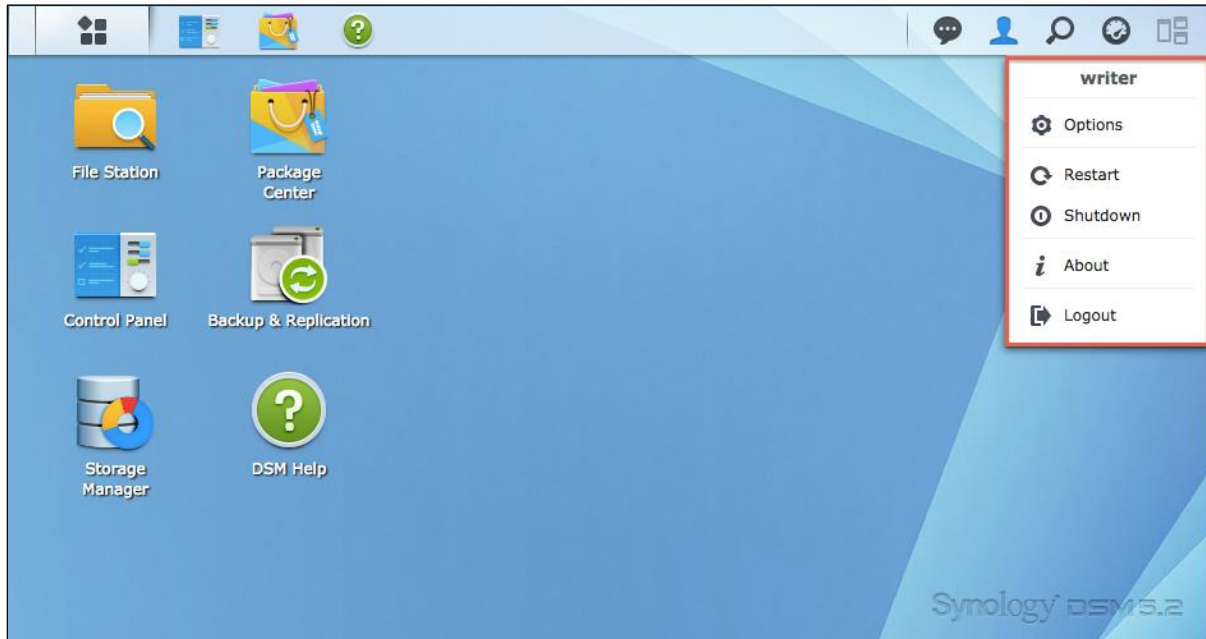 writer
Options
Restart
Shutdown
About
Logout
File Station
Package
Center
Control Panel
Backup & Replication
Storage
Manager
DSM Help
Synology DSM 5.2